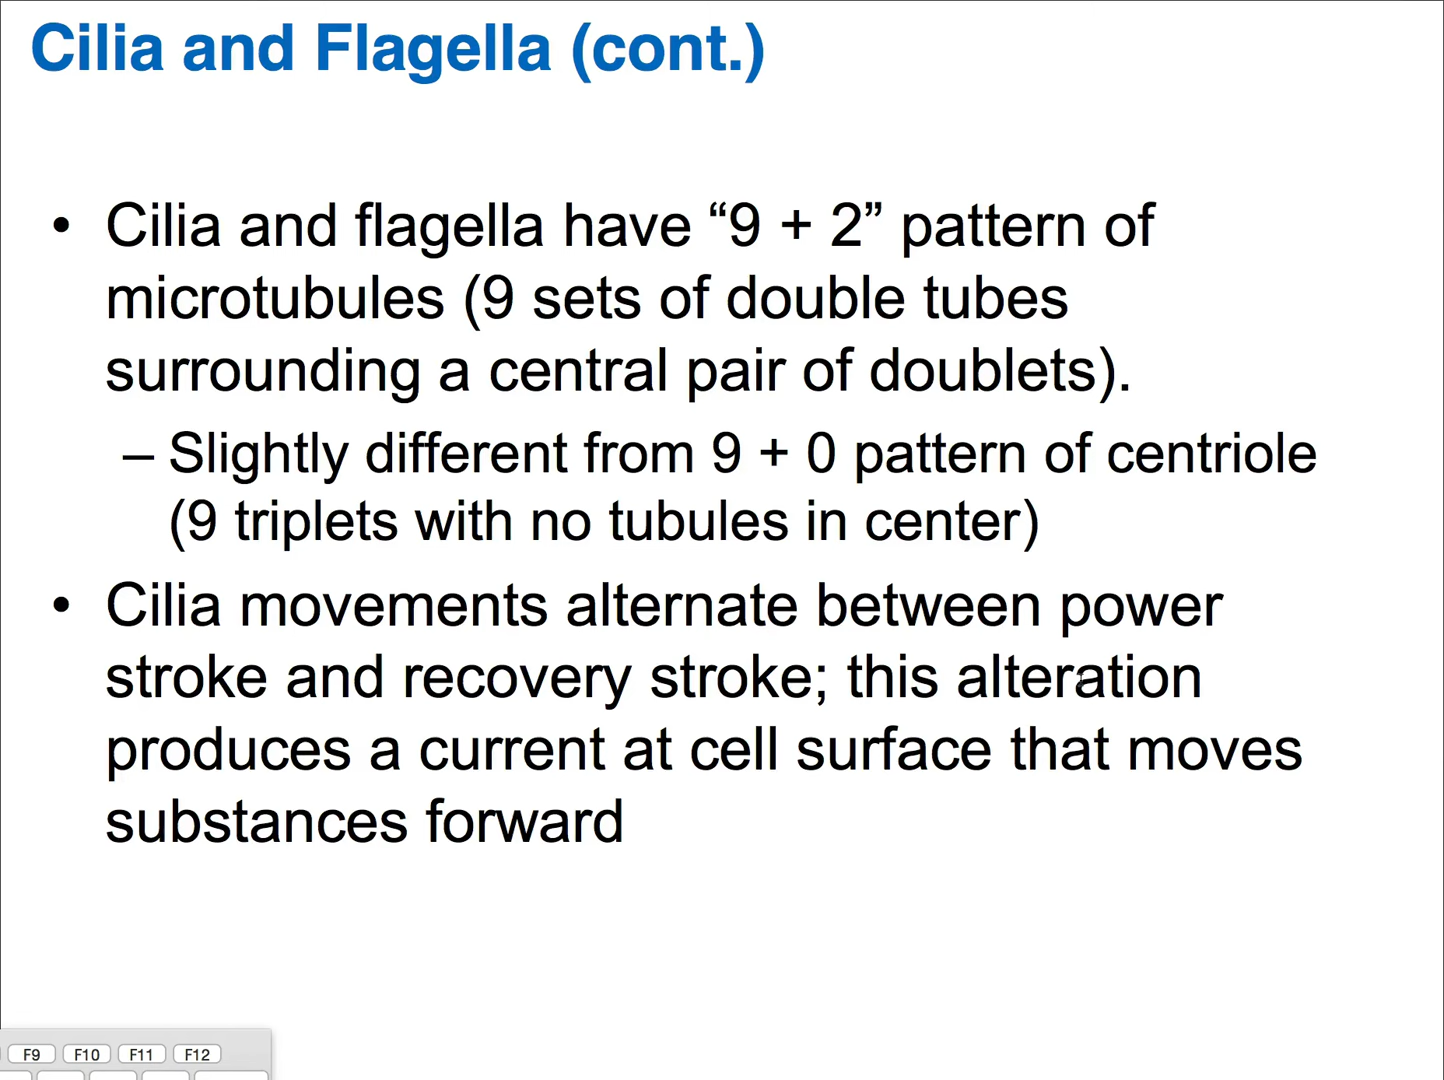 Cilia and Flagella (cont.)
• Cilia and flagella have “9 + 2” pattern of
microtubules (9 sets of double tubes
surrounding a central pair of doublets).
– Slightly different from 9 + 0 pattern of centriole
(9 triplets with no tubules in center)
• Cilia movements alternate between power
stroke and recovery stroke; this alteration
produces a current at cell surface that moves
substances forward
F9 F10 F11 F12